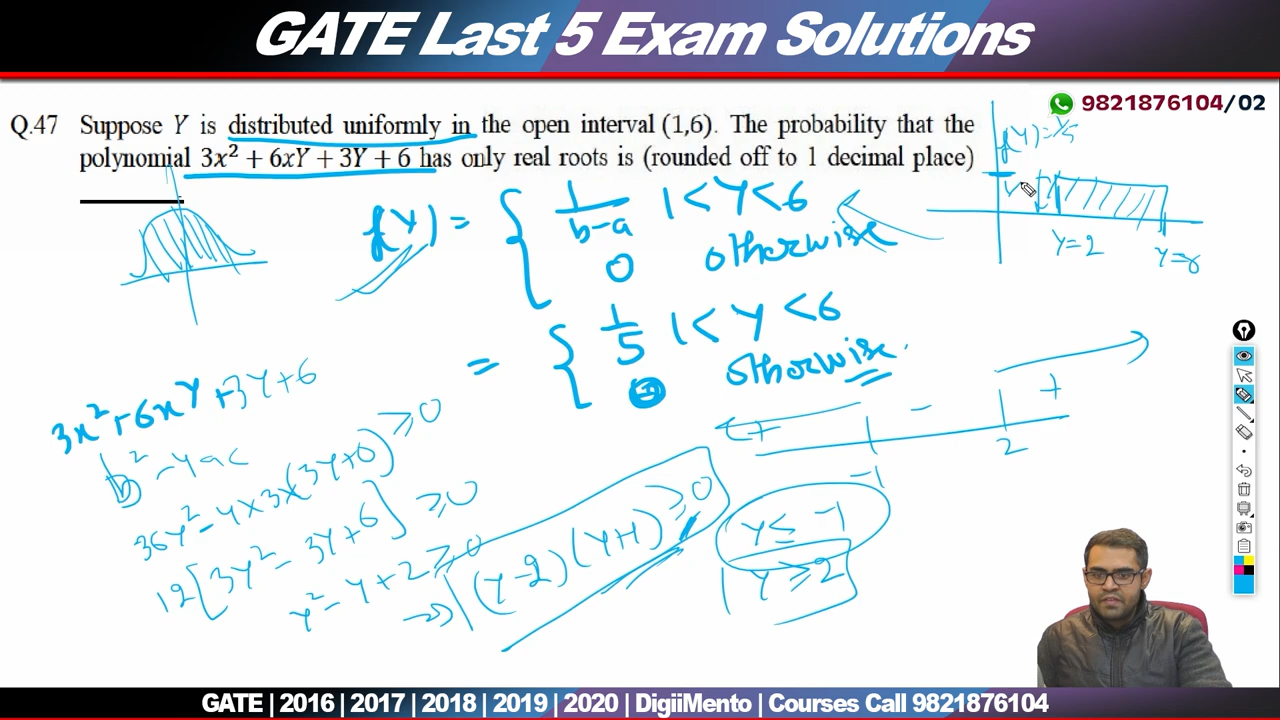 GATE Last 5 Exam Solutions
9821876104/02
Q.47 Suppose Y is distributed uniformly in the open interval (1,6). The probability that the
polynomial 3x² + 6xY + 3Y + 6 has only real roots is (rounded off to 1 decimal place)
f(Y) = 1/5
Y=2
f(Y) = { 1/(b-a) 1<Y<6
0 otherwise
= { 1/5 1<Y<6
otherwise.
3x²+6xY+3Y+6
b²-4ac
36Y²-4×3×(3Y+6) ≥0
12[3Y²-3Y+6] ≥0
Y²-Y+2≥0
⇒ (Y-2)(Y+1)≥0
+ - +
-1 2
Y≤-1
Y≥2
GATE | 2016 | 2017 | 2018 | 2019 | 2020 | DigiiMento | Courses Call 9821876104